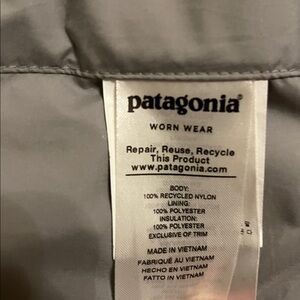 patagonia®
WORN WEAR
Repair, Reuse, Recycle
This Product
www.patagonia.com
BODY:
100% RECYCLED NYLON
LINING:
100% POLYESTER
INSULATION:
100% POLYESTER
EXCLUSIVE OF TRIM
MADE IN VIETNAM
FABRIQUÉ AU VIETNAM
HECHO EN VIETNAM
FATTO IN VIETNAM